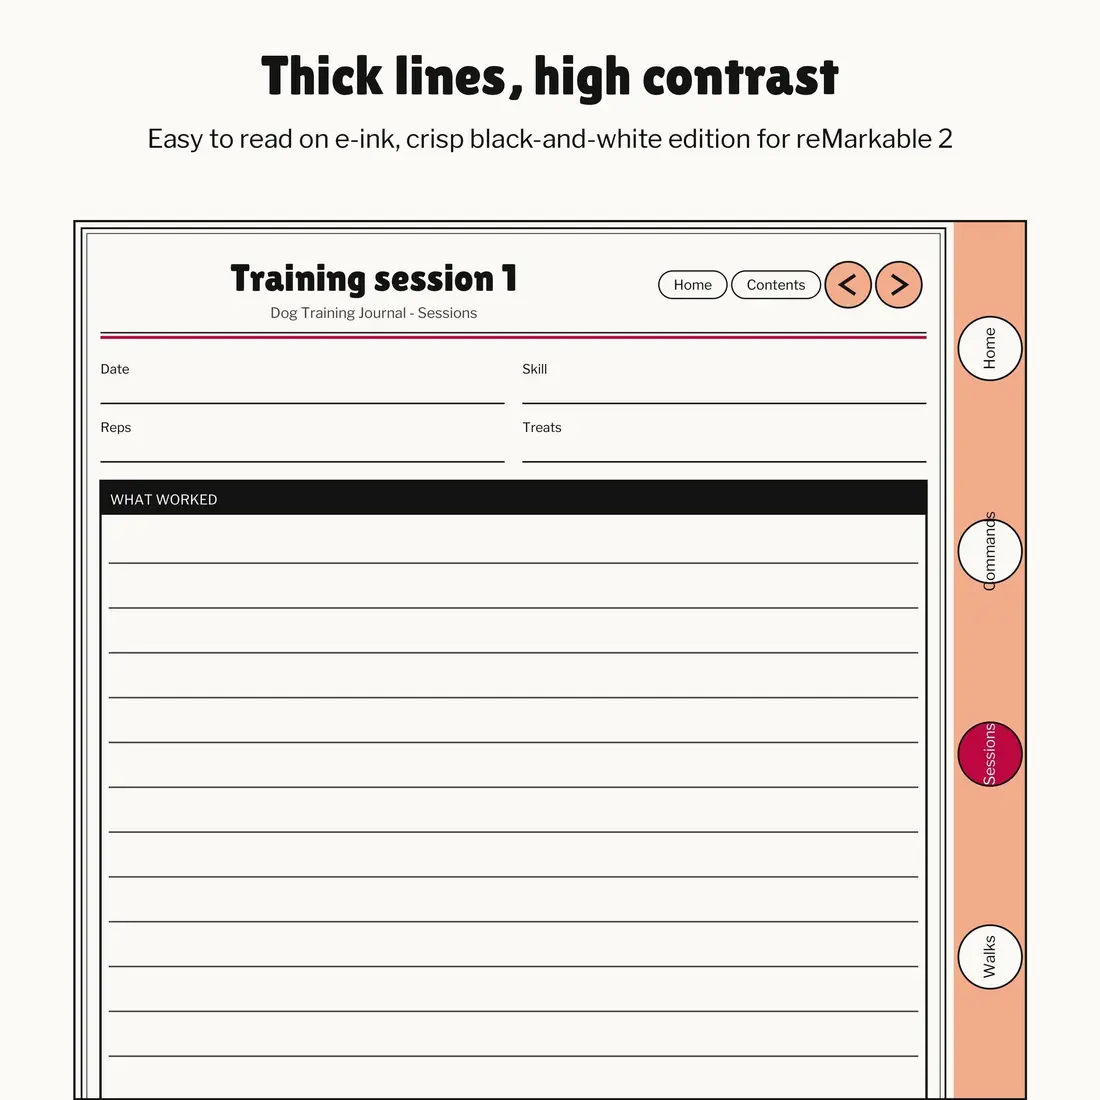 Thick lines, high contrast
Easy to read on e-ink, crisp black-and-white edition for reMarkable 2
Training session 1
Dog Training Journal - Sessions
Home
Contents
Date
Skill
Reps
Treats
WHAT WORKED
Home
Commands
Sessions
Walks